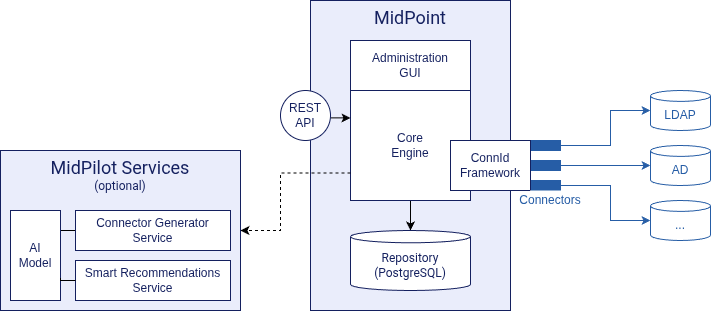 MidPoint
Administration
GUI
REST
API
Core
Engine
ConnId
Framework
Connectors
LDAP
AD
...
Repository
(PostgreSQL)
MidPilot Services
(optional)
AI
Model
Connector Generator
Service
Smart Recommendations
Service